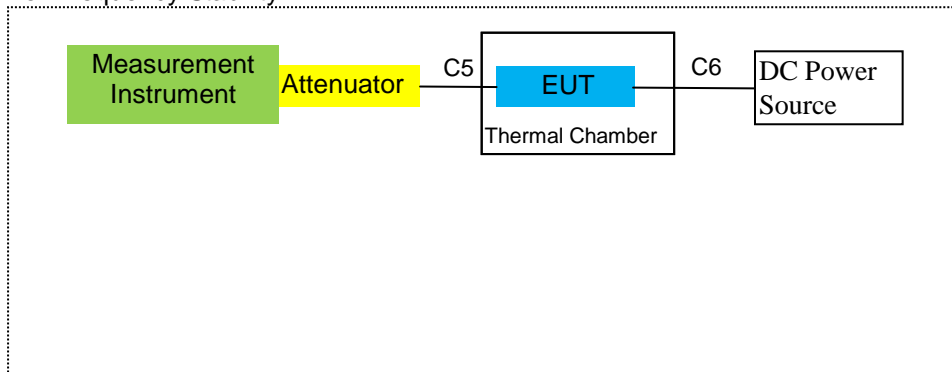 Measurement
Instrument
Attenuator
C5
EUT
Thermal Chamber
C6
DC Power
Source